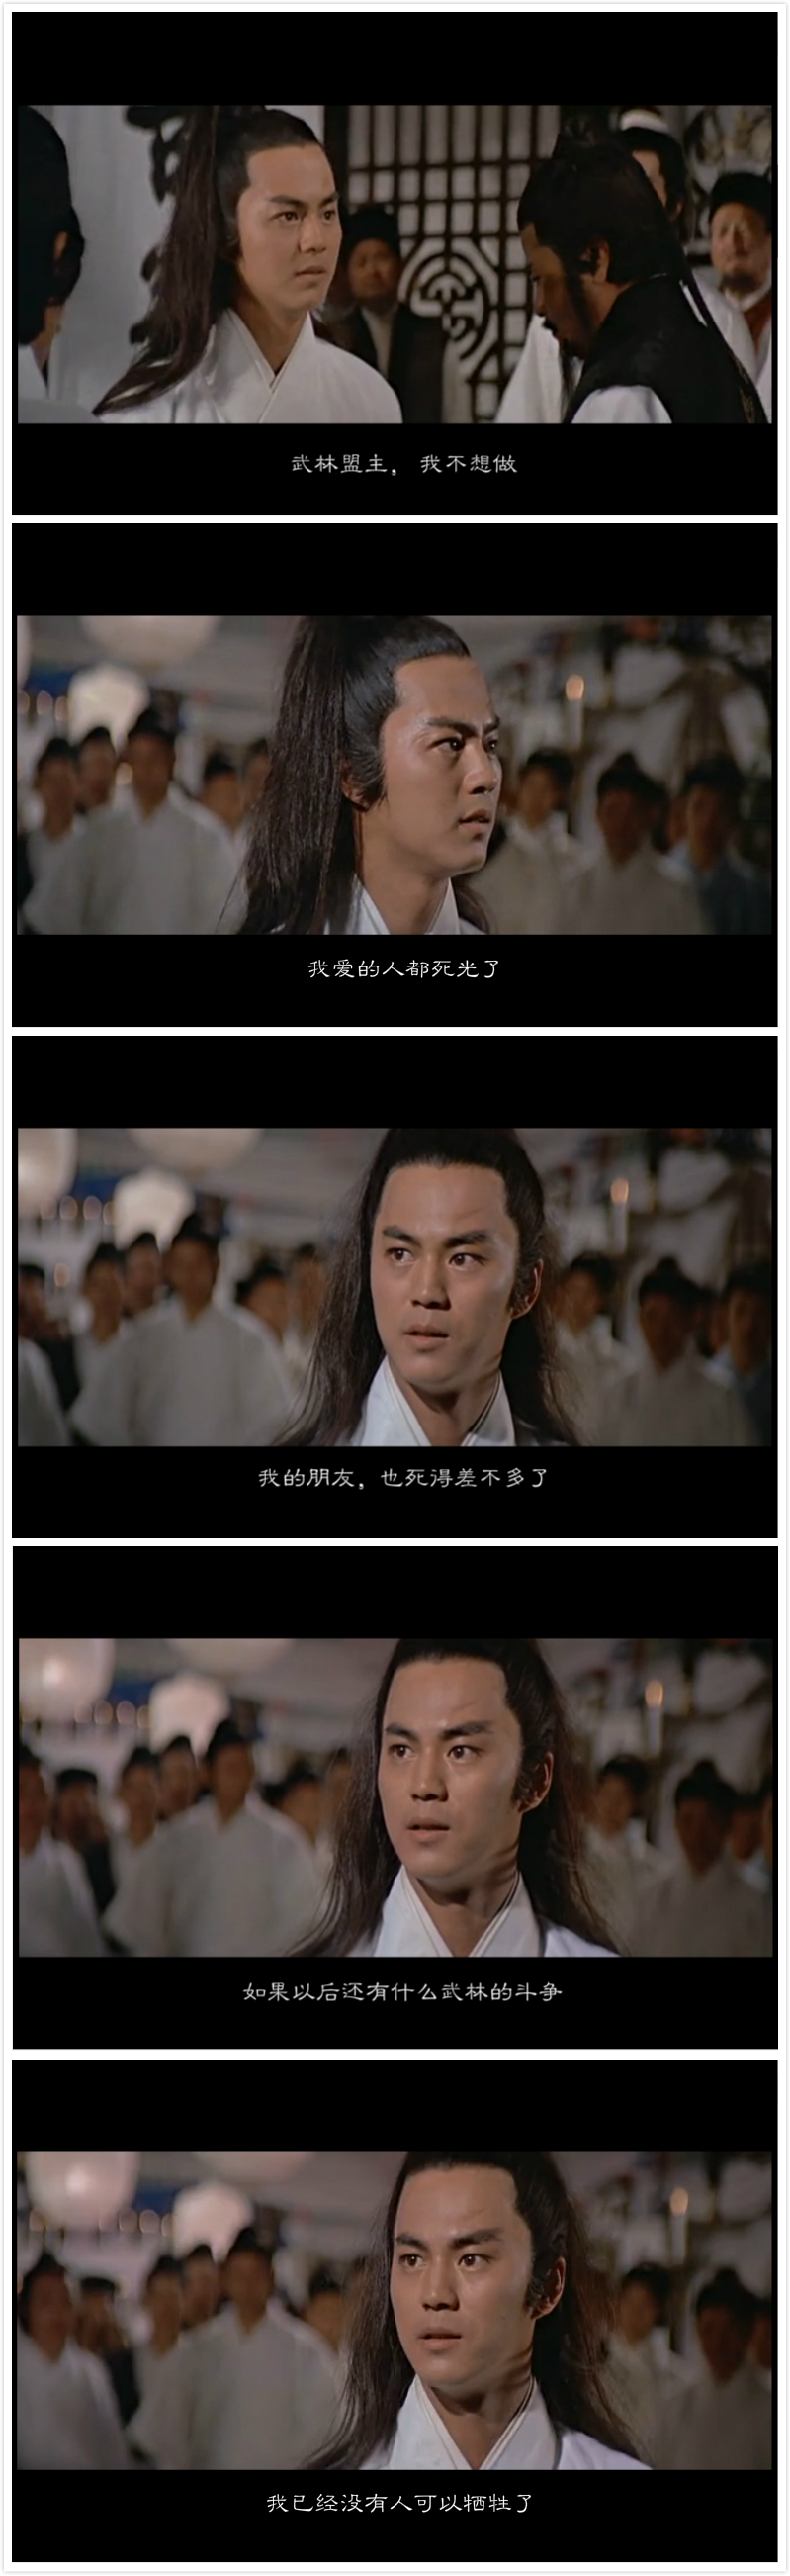 武林盟主，我不想做
我爱的人都死光了
我的朋友，也死得差不多了
如果以后还有什么武林的斗争
我已经没有人可以牺牲了